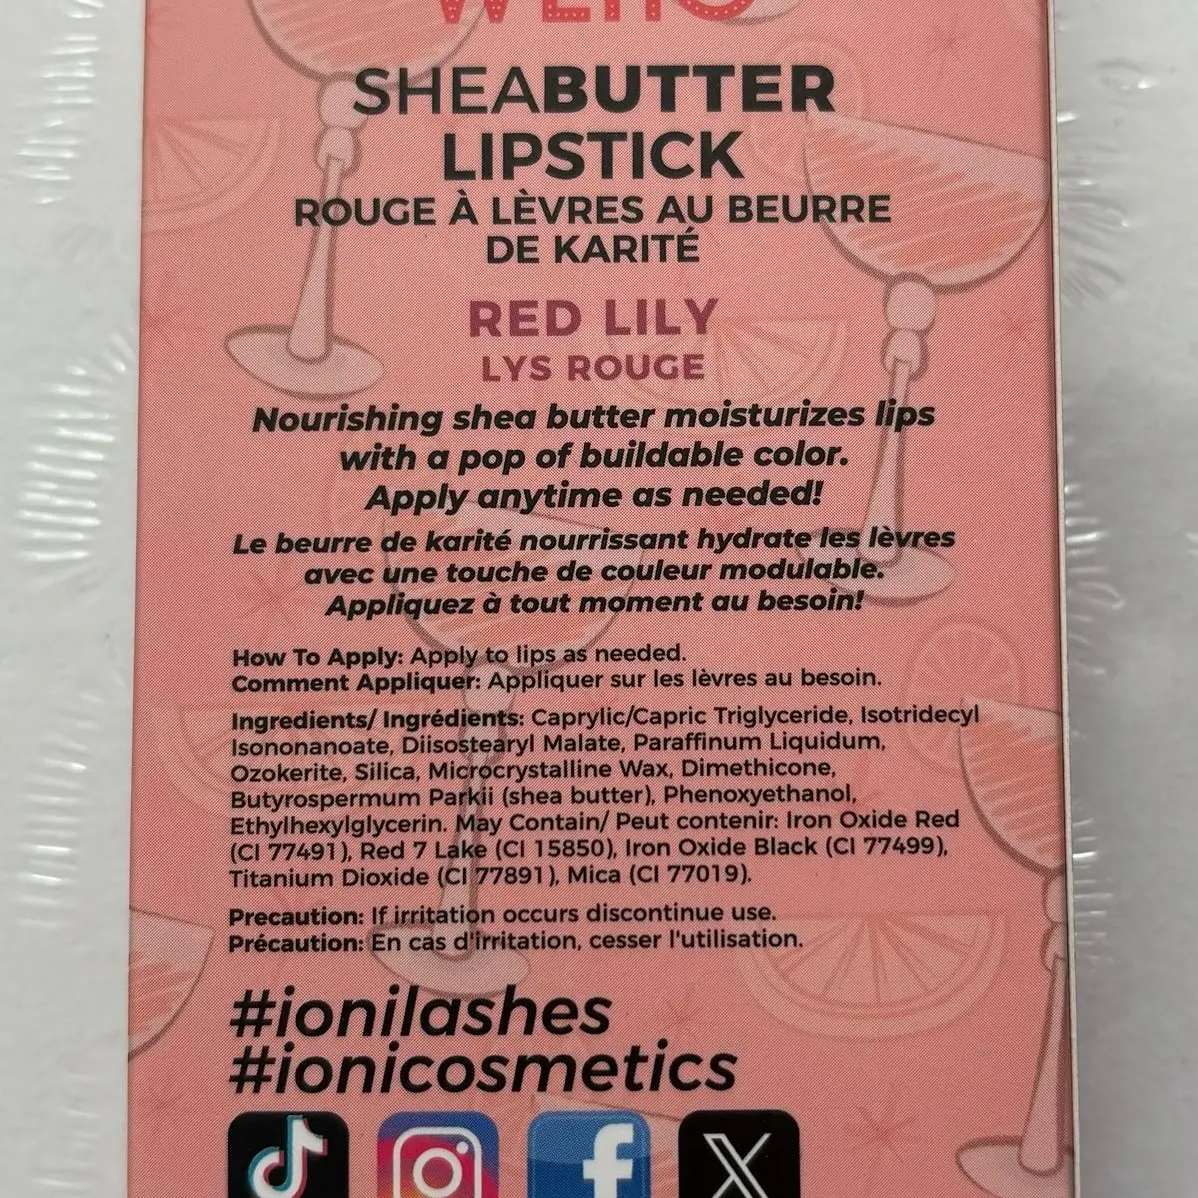 WEHO
SHEABUTTER
LIPSTICK
ROUGE À LÈVRES AU BEURRE
DE KARITÉ
RED LILY
LYS ROUGE
Nourishing shea butter moisturizes lips
with a pop of buildable color.
Apply anytime as needed!
Le beurre de karité nourrissant hydrate les lèvres
avec une touche de couleur modulable.
Appliquez à tout moment au besoin!
How To Apply: Apply to lips as needed.
Comment Appliquer: Appliquer sur les lèvres au besoin.
Ingredients/ Ingrédients: Caprylic/Capric Triglyceride, Isotridecyl
Isononanoate, Diisostearyl Malate, Paraffinum Liquidum,
Ozokerite, Silica, Microcrystalline Wax, Dimethicone,
Butyrospermum Parkii (shea butter), Phenoxyethanol,
Ethylhexylglycerin. May Contain/ Peut contenir: Iron Oxide Red
(CI 77491), Red 7 Lake (CI 15850), Iron Oxide Black (CI 77499),
Titanium Dioxide (CI 77891), Mica (CI 77019).
Precaution: If irritation occurs discontinue use.
Précaution: En cas d'irritation, cesser l'utilisation.
#ionilashes
#ionicosmetics